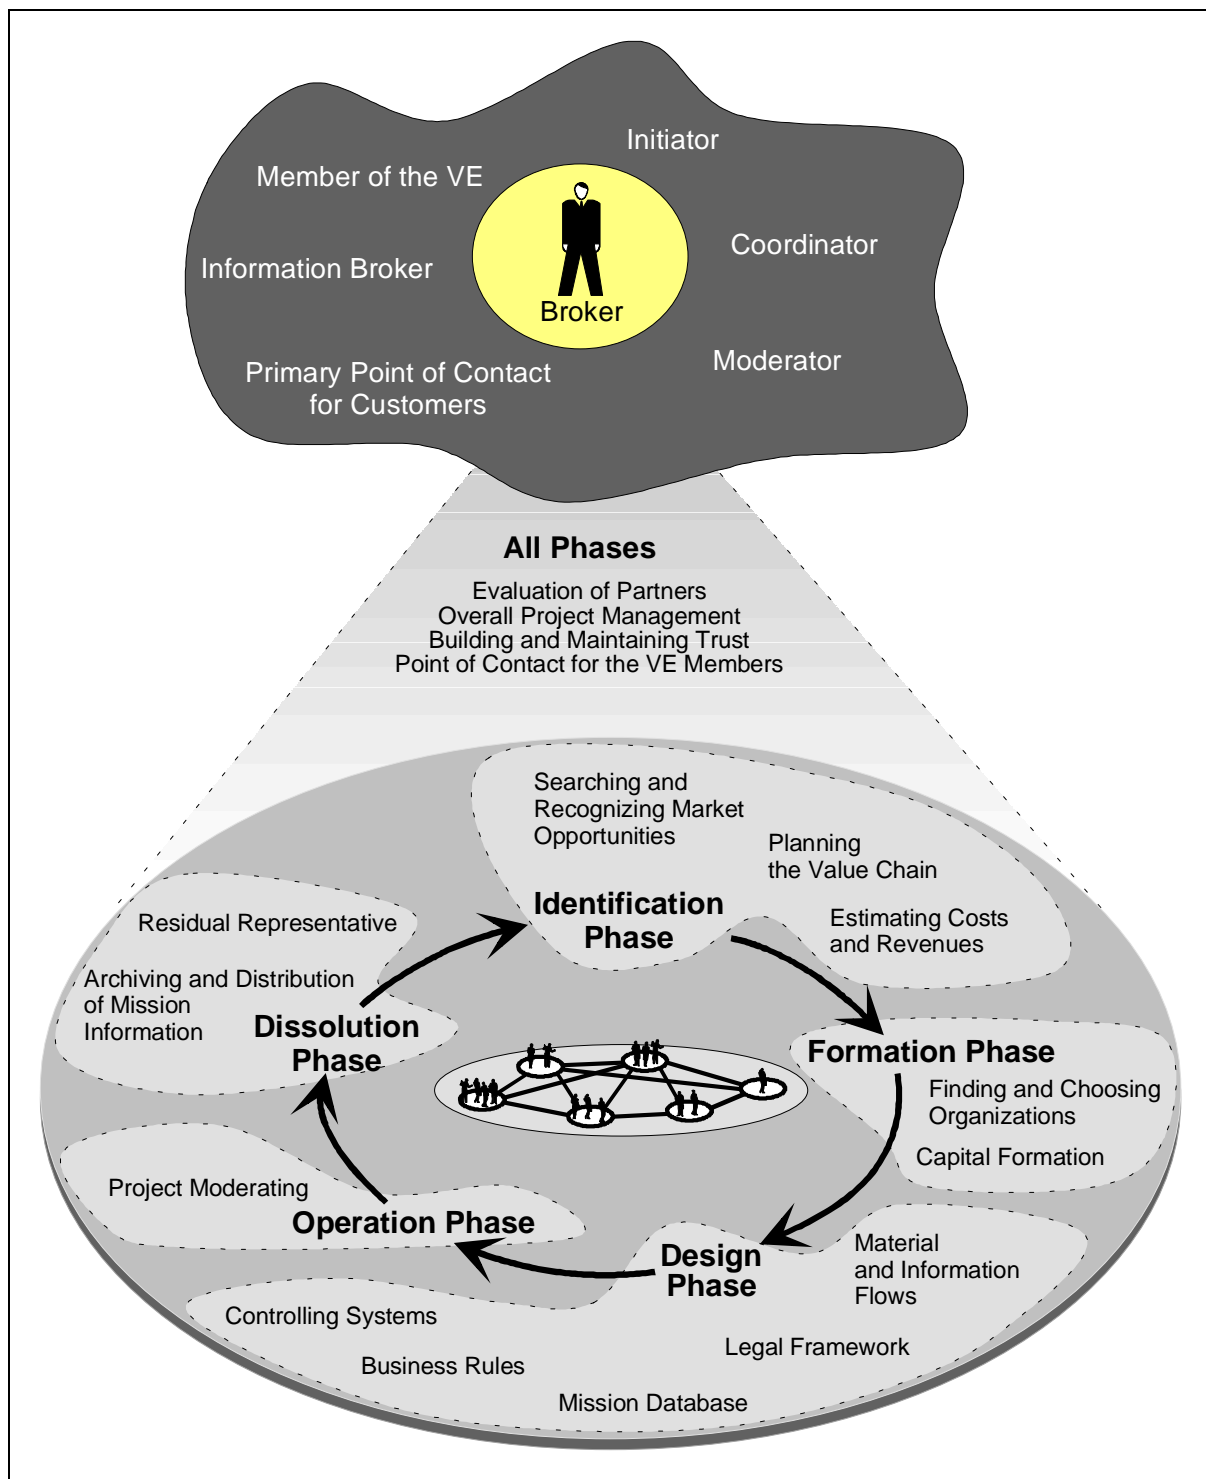 Initiator
Member of the VE
Coordinator
Information Broker
Broker
Moderator
Primary Point of Contact
for Customers
All Phases
Evaluation of Partners
Overall Project Management
Building and Maintaining Trust
Point of Contact for the VE Members
Searching and
Recognizing Market
Opportunities
Planning
the Value Chain
Identification
Phase
Estimating Costs
and Revenues
Residual Representative
Archiving and Distribution
of Mission
Information
Dissolution
Phase
Formation Phase
Finding and Choosing
Organizations
Capital Formation
Project Moderating
Operation Phase
Design
Phase
Material
and Information
Flows
Controlling Systems
Legal Framework
Business Rules
Mission Database